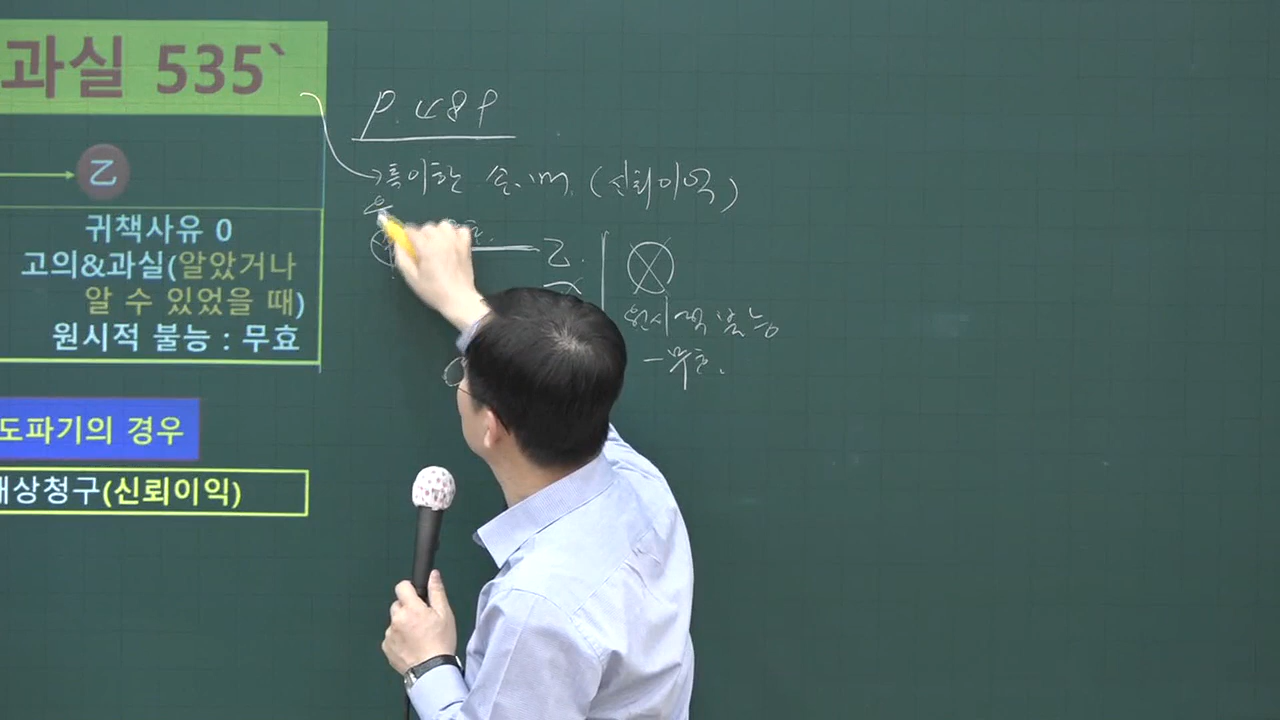 과실 535`
P. 489
→ 특이한 손.배 (신뢰이익)
乙
귀책사유 0
고의&과실(알았거나
알 수 있었을 때)
원시적 불능 : 무효
유
乙.
원시적 불능
-무효.
도파기의 경우
배상청구(신뢰이익)